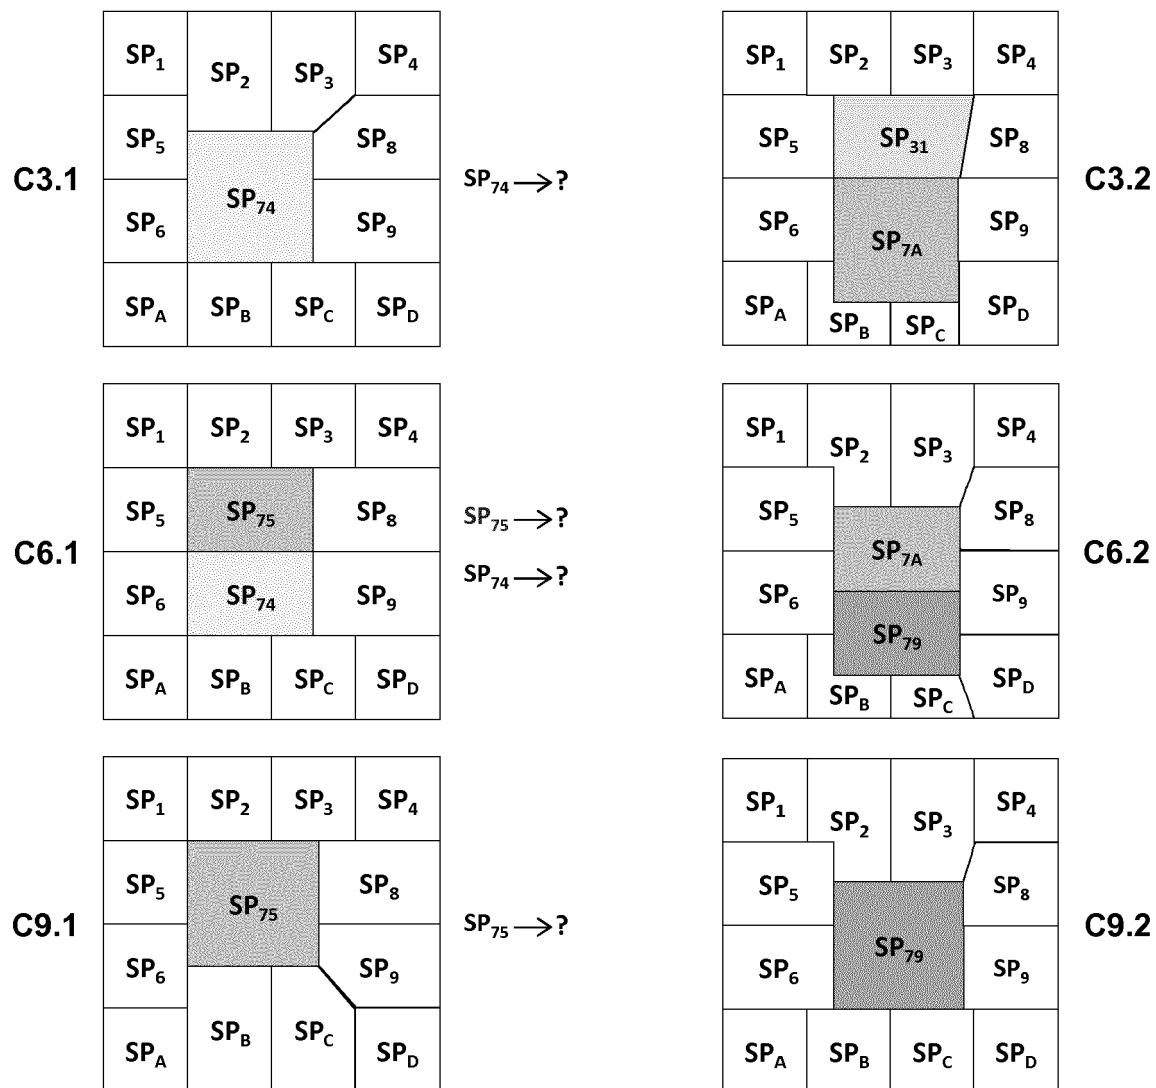 SP1 SP2 SP3 SP4
SP5 SP8
C3.1
SP74
SP6 SP9
SPA SPB SPC SPD
SP74 → ?
SP1 SP2 SP3 SP4
SP5 SP31 SP8
C3.2
SP6 SP7A SP9
SPA SPB SPC SPD
SP1 SP2 SP3 SP4
SP5 SP75 SP8
C6.1
SP6 SP74 SP9
SPA SPB SPC SPD
SP75 → ?
SP74 → ?
SP1 SP2 SP3 SP4
SP5 SP8
C6.2
SP7A
SP6 SP9
SP79
SPA SPB SPC SPD
SP1 SP2 SP3 SP4
SP5 SP8
C9.1
SP75
SP6 SP9
SPA SPB SPC SPD
SP75 → ?
SP1 SP2 SP3 SP4
SP5 SP8
C9.2
SP79
SP6 SP9
SPA SPB SPC SPD